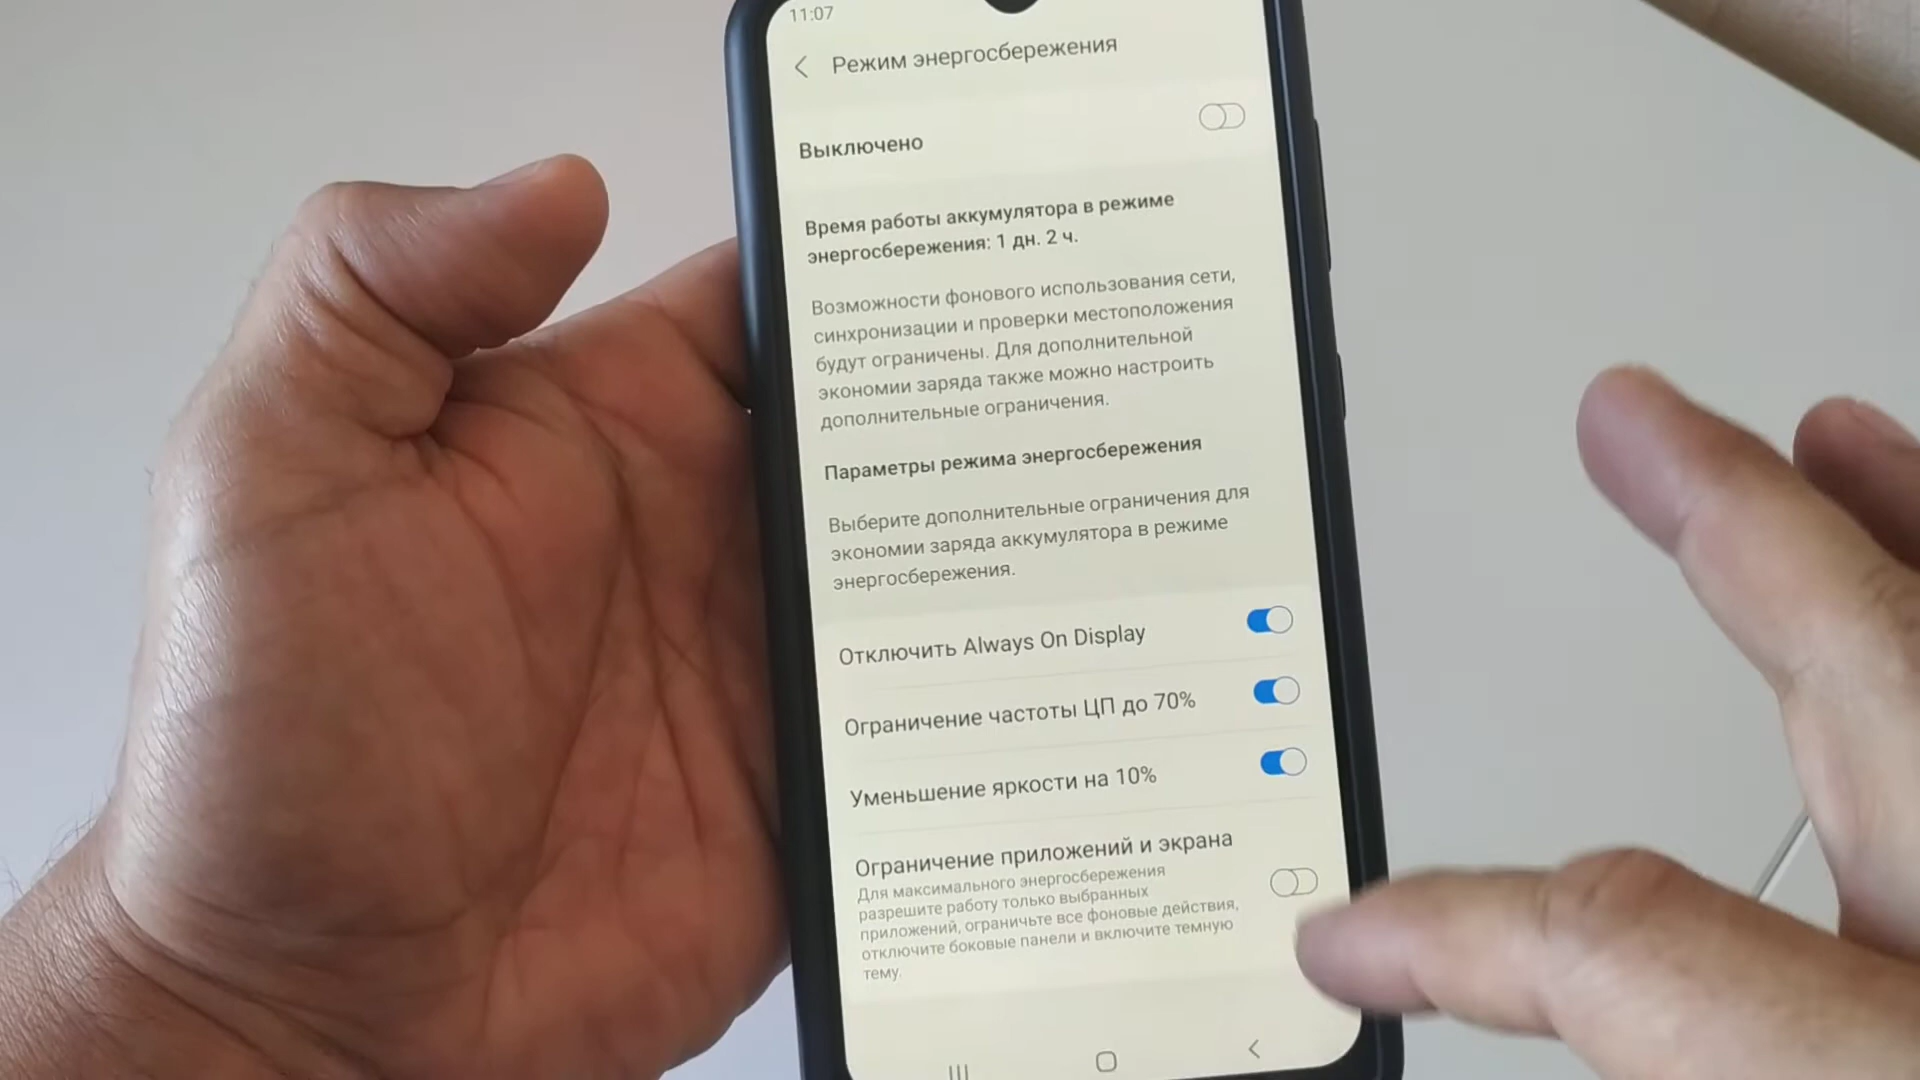 11:07
Режим энергосбережения
Выключено
Время работы аккумулятора в режиме
энергосбережения: 1 дн. 2 ч.
Возможности фонового использования сети,
синхронизации и проверки местоположения
будут ограничены. Для дополнительной
экономии заряда также можно настроить
дополнительные ограничения.
Параметры режима энергосбережения
Выберите дополнительные ограничения для
экономии заряда аккумулятора в режиме
энергосбережения.
Отключить Always On Display
Ограничение частоты ЦП до 70%
Уменьшение яркости на 10%
Ограничение приложений и экрана
Для максимального энергосбережения
разрешите работу только выбранных
приложений, ограничьте все фоновые действия,
отключите боковые панели и включите темную
тему.